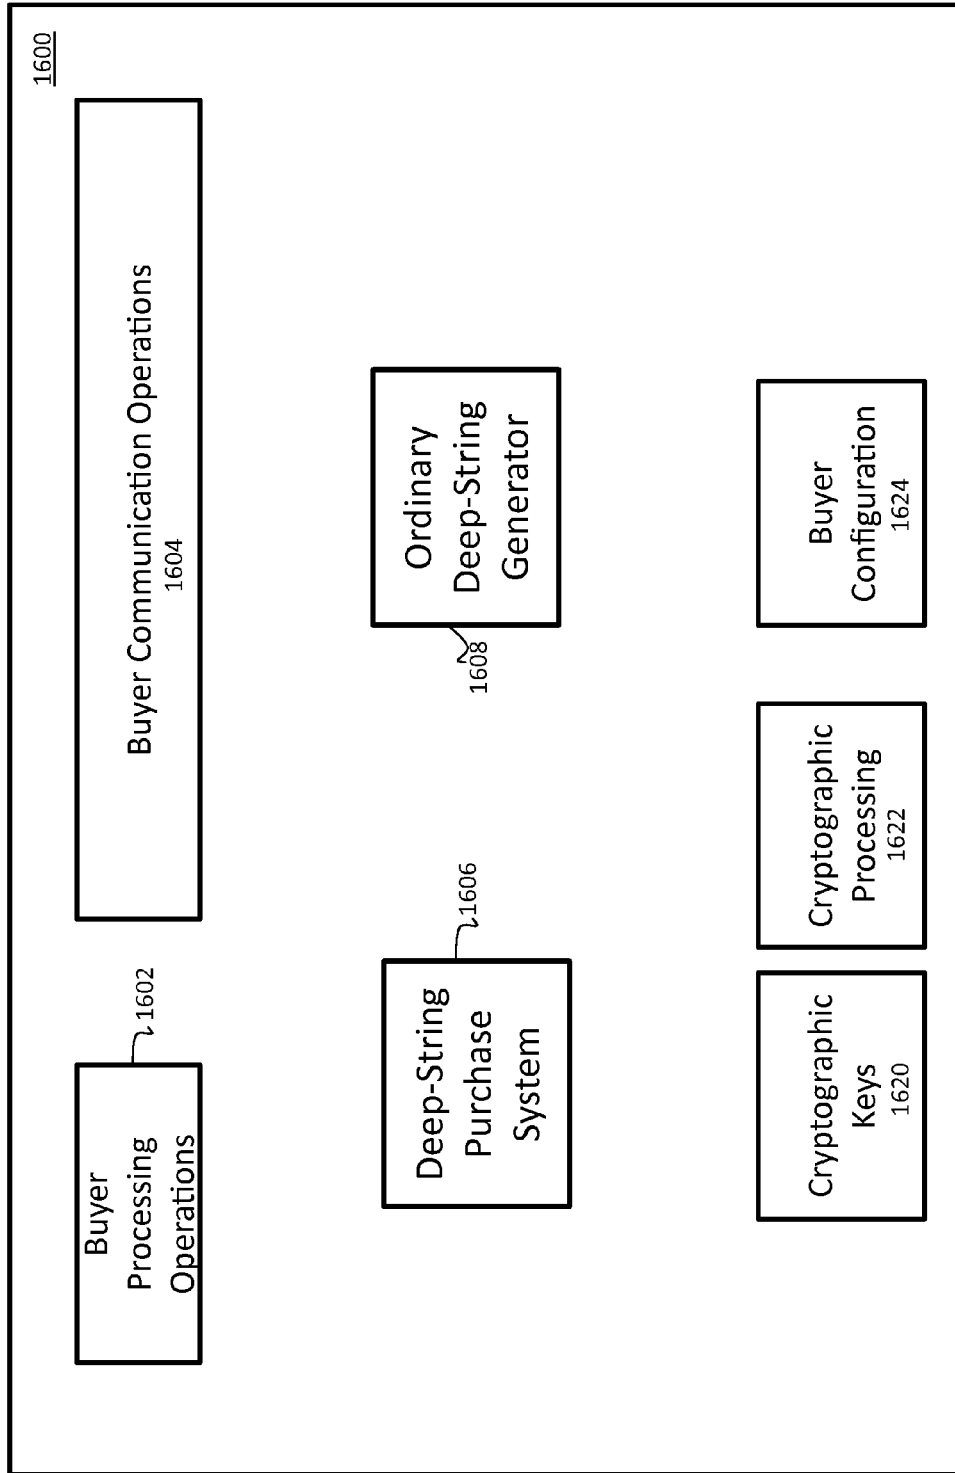 1600
Buyer
Processing
Operations
1602
Buyer Communication Operations
1604
Deep-String
Purchase
System
1606
Ordinary
Deep-String
Generator
1608
Cryptographic
Keys
1620
Cryptographic
Processing
1622
Buyer
Configuration
1624